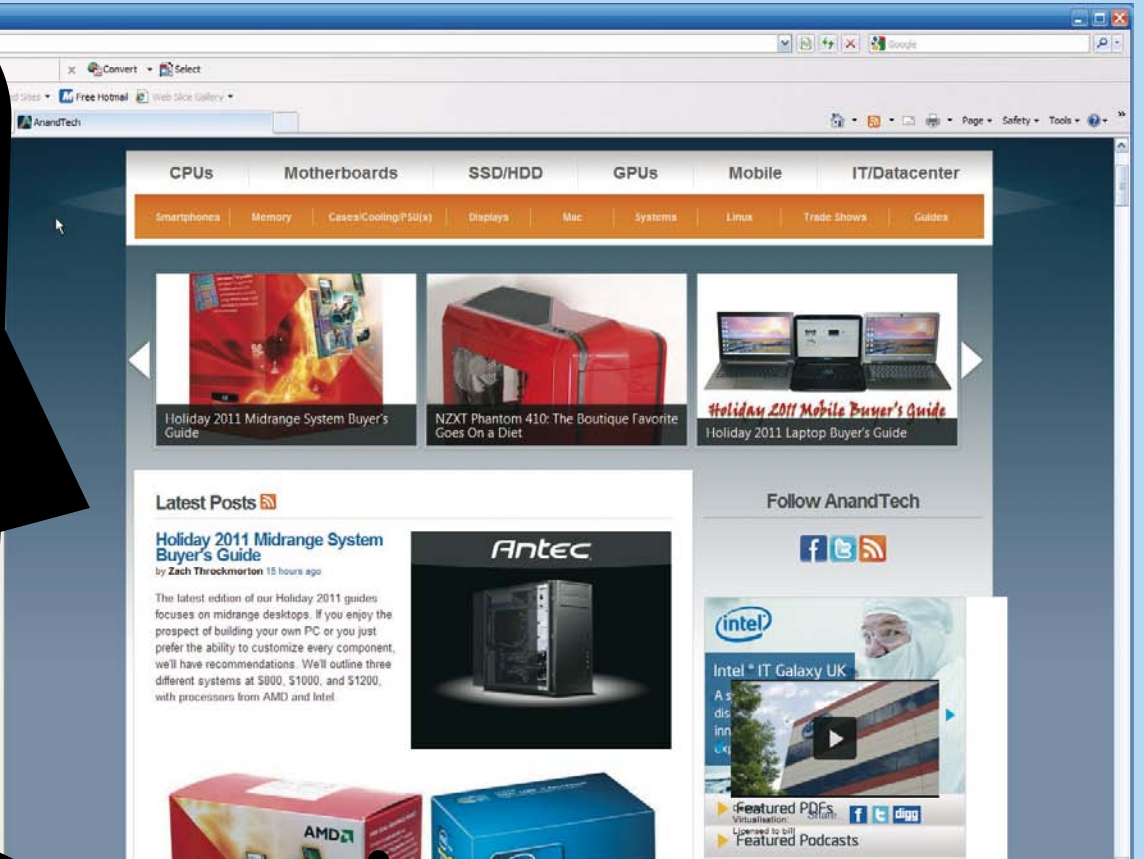 Google
x Convert Select
Sites Free Hotmail Web Slice Gallery
AnandTech
Page Safety Tools
CPUs Motherboards SSD/HDD GPUs Mobile IT/Datacenter
Smartphones Memory Cases/Cooling/PSU(s) Displays Mac Systems Linux Trade Shows Guides
Holiday 2011 Midrange System Buyer's
Guide
NZXT Phantom 410: The Boutique Favorite
Goes On a Diet
Holiday 2011 Mobile Buyer's Guide
Holiday 2011 Laptop Buyer's Guide
Latest Posts
Holiday 2011 Midrange System
Buyer's Guide
by Zach Throckmorton 15 hours ago
The latest edition of our Holiday 2011 guides
focuses on midrange desktops. If you enjoy the
prospect of building your own PC or you just
prefer the ability to customize every component,
we'll have recommendations. We'll outline three
different systems at $800, $1000, and $1200,
with processors from AMD and Intel
Antec
AMD
Follow AnandTech
intel
Intel ® IT Galaxy UK
Featured PDFs
Share
digg
Virtualisation:
Licensed to bill
Featured Podcasts